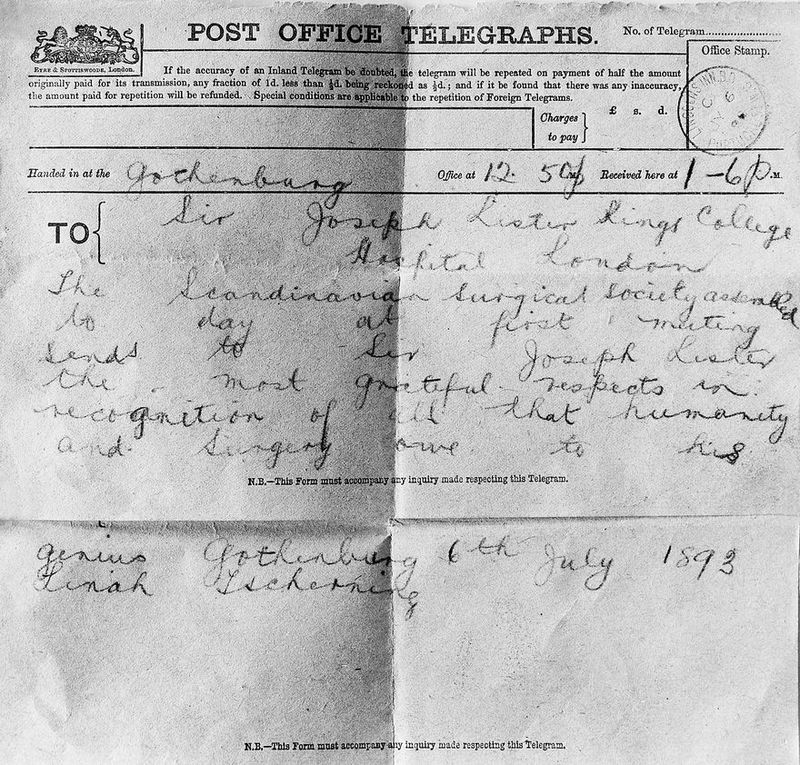 POST OFFICE TELEGRAPHS.
No. of Telegram
Office Stamp.
EYRE & SPOTTISWOODE, London.
If the accuracy of an Inland Telegram be doubted, the telegram will be repeated on payment of half the amount
originally paid for its transmission, any fraction of 1d. less than ½d. being reckoned as ½d.; and if it be found that there was any inaccuracy,
the amount paid for repetition will be refunded. Special conditions are applicable to the repetition of Foreign Telegrams.
Charges
to pay
£ s. d.
Handed in at the Gothenburg Office at 12.50p M. Received here at 1-6 P.M.
TO
Sir Joseph Lister Kings College
Hospital London
The Scandinavian Surgical Society assembled
to day at first meeting
sends to Sir Joseph Lister
the most grateful respects in
recognition of all that humanity
and Surgery owe to his
N.B.—This Form must accompany any inquiry made respecting this Telegram.
genius Gothenburg 6th July 1893
Linah Tscherning
N.B.—This Form must accompany any inquiry made respecting this Telegram.